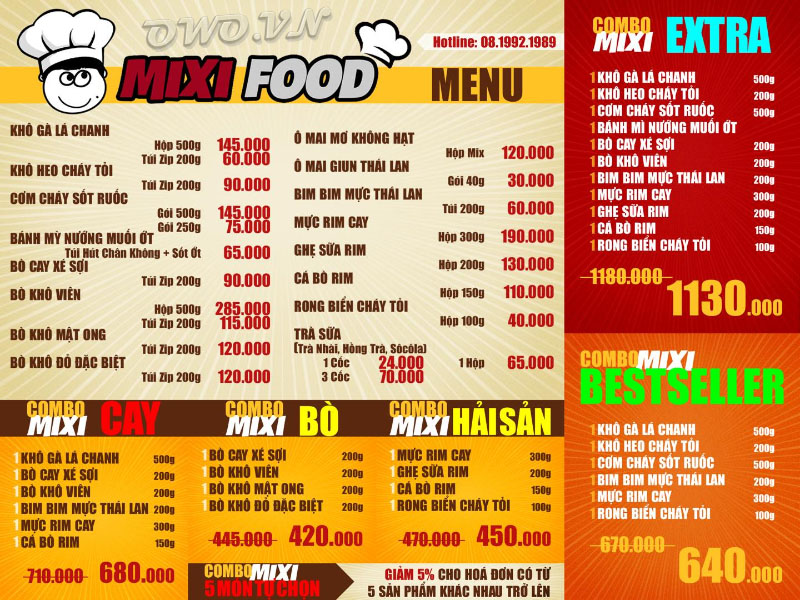 OWO.VN
Hotline: 08.1992.1989
MIXI FOOD
MENU
KHÔ GÀ LÁ CHANH
Hộp 500g 145.000
Túi Zip 200g 60.000
KHÔ HEO CHÁY TỎI
Túi Zip 200g 90.000
CƠM CHÁY SỐT RUỐC
Gói 500g 145.000
Gói 250g 75.000
BÁNH MỲ NƯỚNG MUỐI ỚT
Túi Hút Chân Không + Sốt Ớt 65.000
BÒ CAY XÉ SỢI
Túi Zip 200g 90.000
BÒ KHÔ VIÊN
Hộp 500g 285.000
Túi Zip 200g 115.000
BÒ KHÔ MẬT ONG
Túi Zip 200g 120.000
BÒ KHÔ ĐỎ ĐẶC BIỆT
Túi Zip 200g 120.000
Ô MAI MƠ KHÔNG HẠT
Hộp Mix 120.000
Ô MAI GIUN THÁI LAN
Gói 40g 30.000
BIM BIM MỰC THÁI LAN
Túi 200g 60.000
MỰC RIM CAY
Hộp 300g 190.000
GHẸ SỮA RIM
Hộp 200g 130.000
CÁ BÒ RIM
Hộp 150g 110.000
RONG BIỂN CHÁY TỎI
Hộp 100g 40.000
TRÀ SỮA
(Trà Nhài, Hồng Trà, Sôcôla)
1 Cốc 24.000 1 Hộp 65.000
3 Cốc 70.000
COMBO MIXI CAY
1 KHÔ GÀ LÁ CHANH 500g
1 BÒ CAY XÉ SỢI 200g
1 BÒ KHÔ VIÊN 200g
1 BIM BIM MỰC THÁI LAN 200g
1 MỰC RIM CAY 300g
1 CÁ BÒ RIM 150g
710.000 680.000
COMBO MIXI BÒ
1 BÒ CAY XÉ SỢI 200g
1 BÒ KHÔ VIÊN 200g
1 BÒ KHÔ MẬT ONG 200g
1 BÒ KHÔ ĐỎ ĐẶC BIỆT 200g
445.000 420.000
COMBO MIXI HẢI SẢN
1 MỰC RIM CAY 300g
1 GHẸ SỮA RIM 200g
1 CÁ BÒ RIM 150g
1 RONG BIỂN CHÁY TỎI 100g
470.000 450.000
COMBO MIXI
5 MÓN TỰ CHỌN
GIẢM 5% CHO HOÁ ĐƠN CÓ TỪ
5 SẢN PHẨM KHÁC NHAU TRỞ LÊN
COMBO MIXI EXTRA
1 KHÔ GÀ LÁ CHANH 500g
1 KHÔ HEO CHÁY TỎI 200g
1 CƠM CHÁY SỐT RUỐC 500g
1 BÁNH MÌ NƯỚNG MUỐI ỚT
1 BÒ CAY XÉ SỢI 200g
1 BÒ KHÔ VIÊN 200g
1 BIM BIM MỰC THÁI LAN 200g
1 MỰC RIM CAY 300g
1 GHẸ SỮA RIM 200g
1 CÁ BÒ RIM 150g
1 RONG BIỂN CHÁY TỎI 100g
1180.000
1130.000
COMBO MIXI
BESTSELLER
1 KHÔ GÀ LÁ CHANH 500g
1 KHÔ HEO CHÁY TỎI 200g
1 CƠM CHÁY SỐT RUỐC 500g
1 BIM BIM MỰC THÁI LAN 200g
1 MỰC RIM CAY 300g
1 RONG BIỂN CHÁY TỎI 100g
670.000
640.000